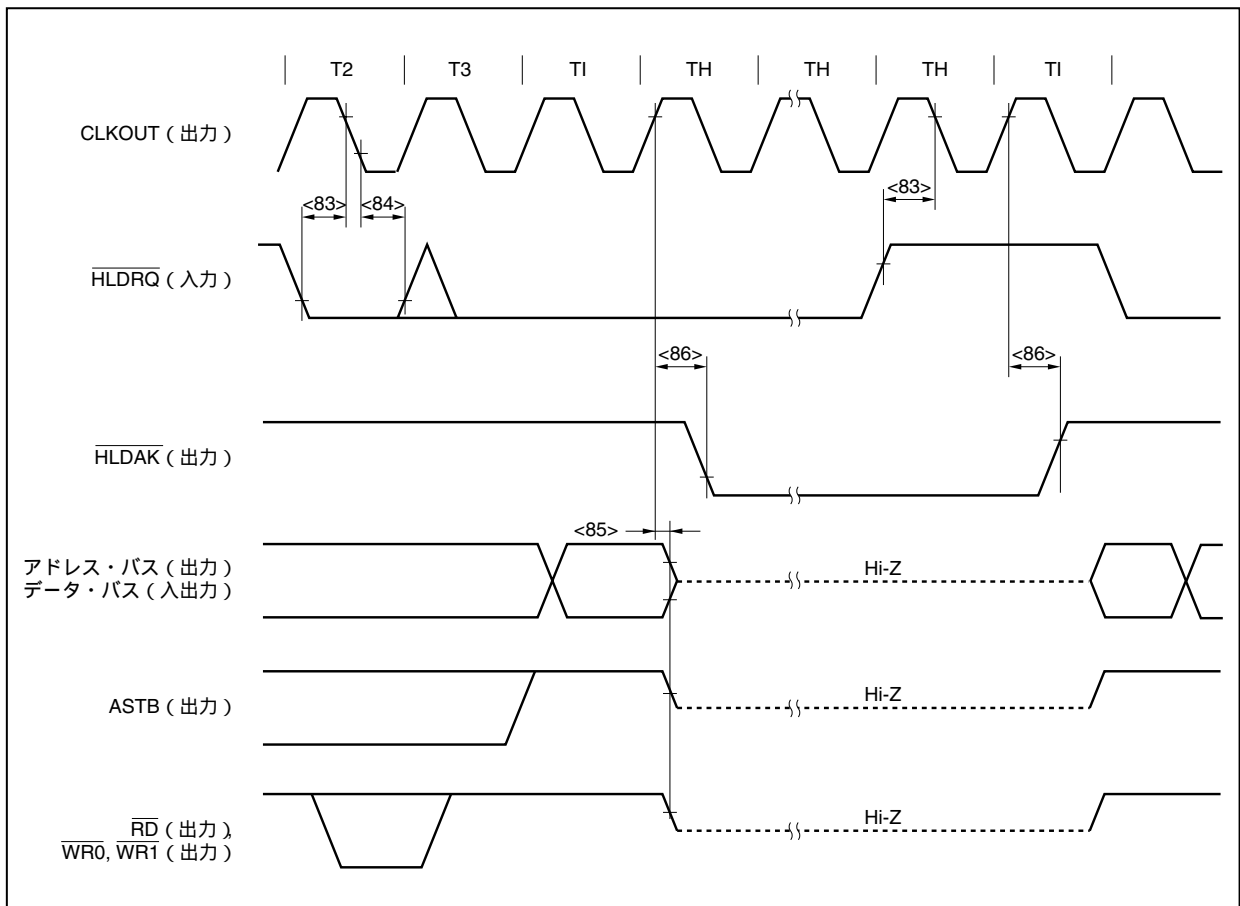 T2 T3 TI TH TH TH TI
CLKOUT（出力）
<83> <84> <83>
HLDRQ（入力）
<86> <86>
HLDAK（出力）
<85>
アドレス・バス（出力）
データ・バス（入出力）
Hi-Z
ASTB（出力）
Hi-Z
RD（出力）,
WR0, WR1（出力）
Hi-Z